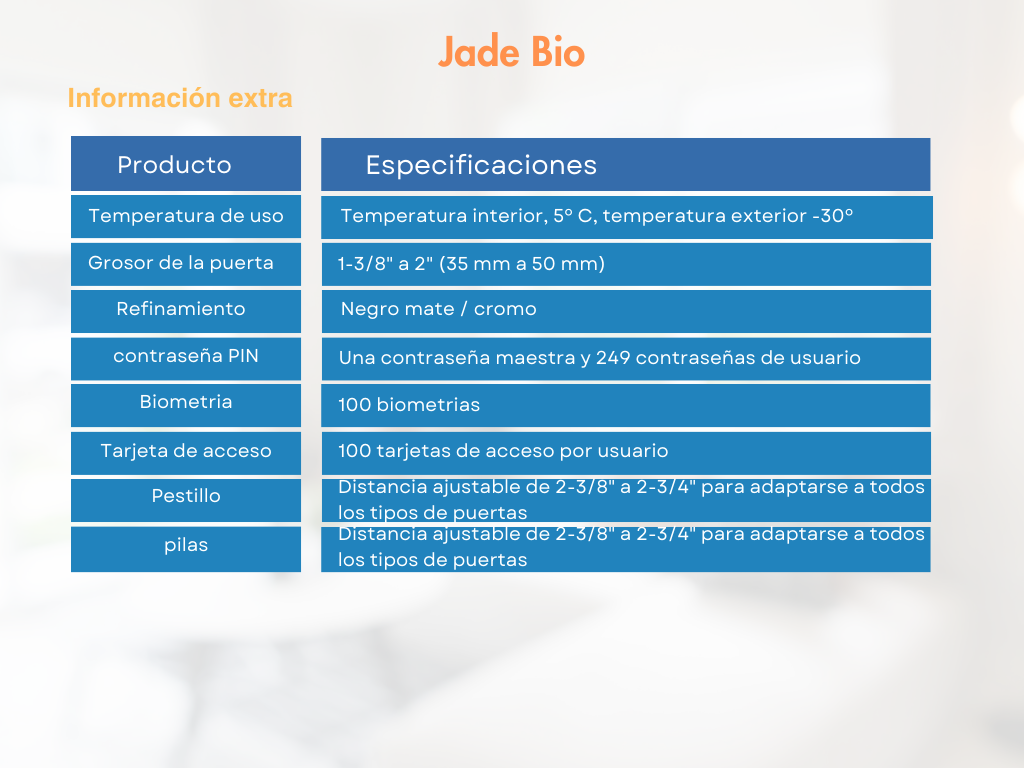 Jade Bio
Información extra
Producto Especificaciones
Temperatura de uso Temperatura interior, 5º C, temperatura exterior -30º
Grosor de la puerta 1-3/8" a 2" (35 mm a 50 mm)
Refinamiento Negro mate / cromo
contraseña PIN Una contraseña maestra y 249 contraseñas de usuario
Biometria 100 biometrias
Tarjeta de acceso 100 tarjetas de acceso por usuario
Pestillo Distancia ajustable de 2-3/8" a 2-3/4" para adaptarse a todos
los tipos de puertas
pilas Distancia ajustable de 2-3/8" a 2-3/4" para adaptarse a todos
los tipos de puertas